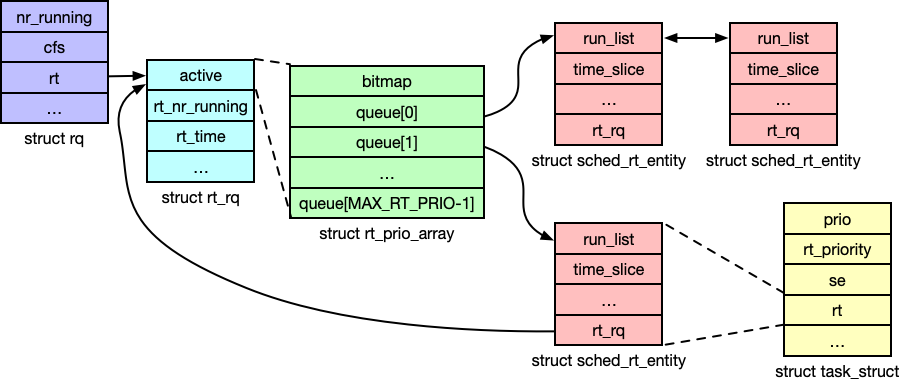 nr_running
cfs
rt
...
struct rq
active
rt_nr_running
rt_time
...
struct rt_rq
bitmap
queue[0]
queue[1]
...
queue[MAX_RT_PRIO-1]
struct rt_prio_array
run_list
time_slice
...
rt_rq
struct sched_rt_entity
run_list
time_slice
...
rt_rq
struct sched_rt_entity
run_list
time_slice
...
rt_rq
struct sched_rt_entity
prio
rt_priority
se
rt
...
struct task_struct